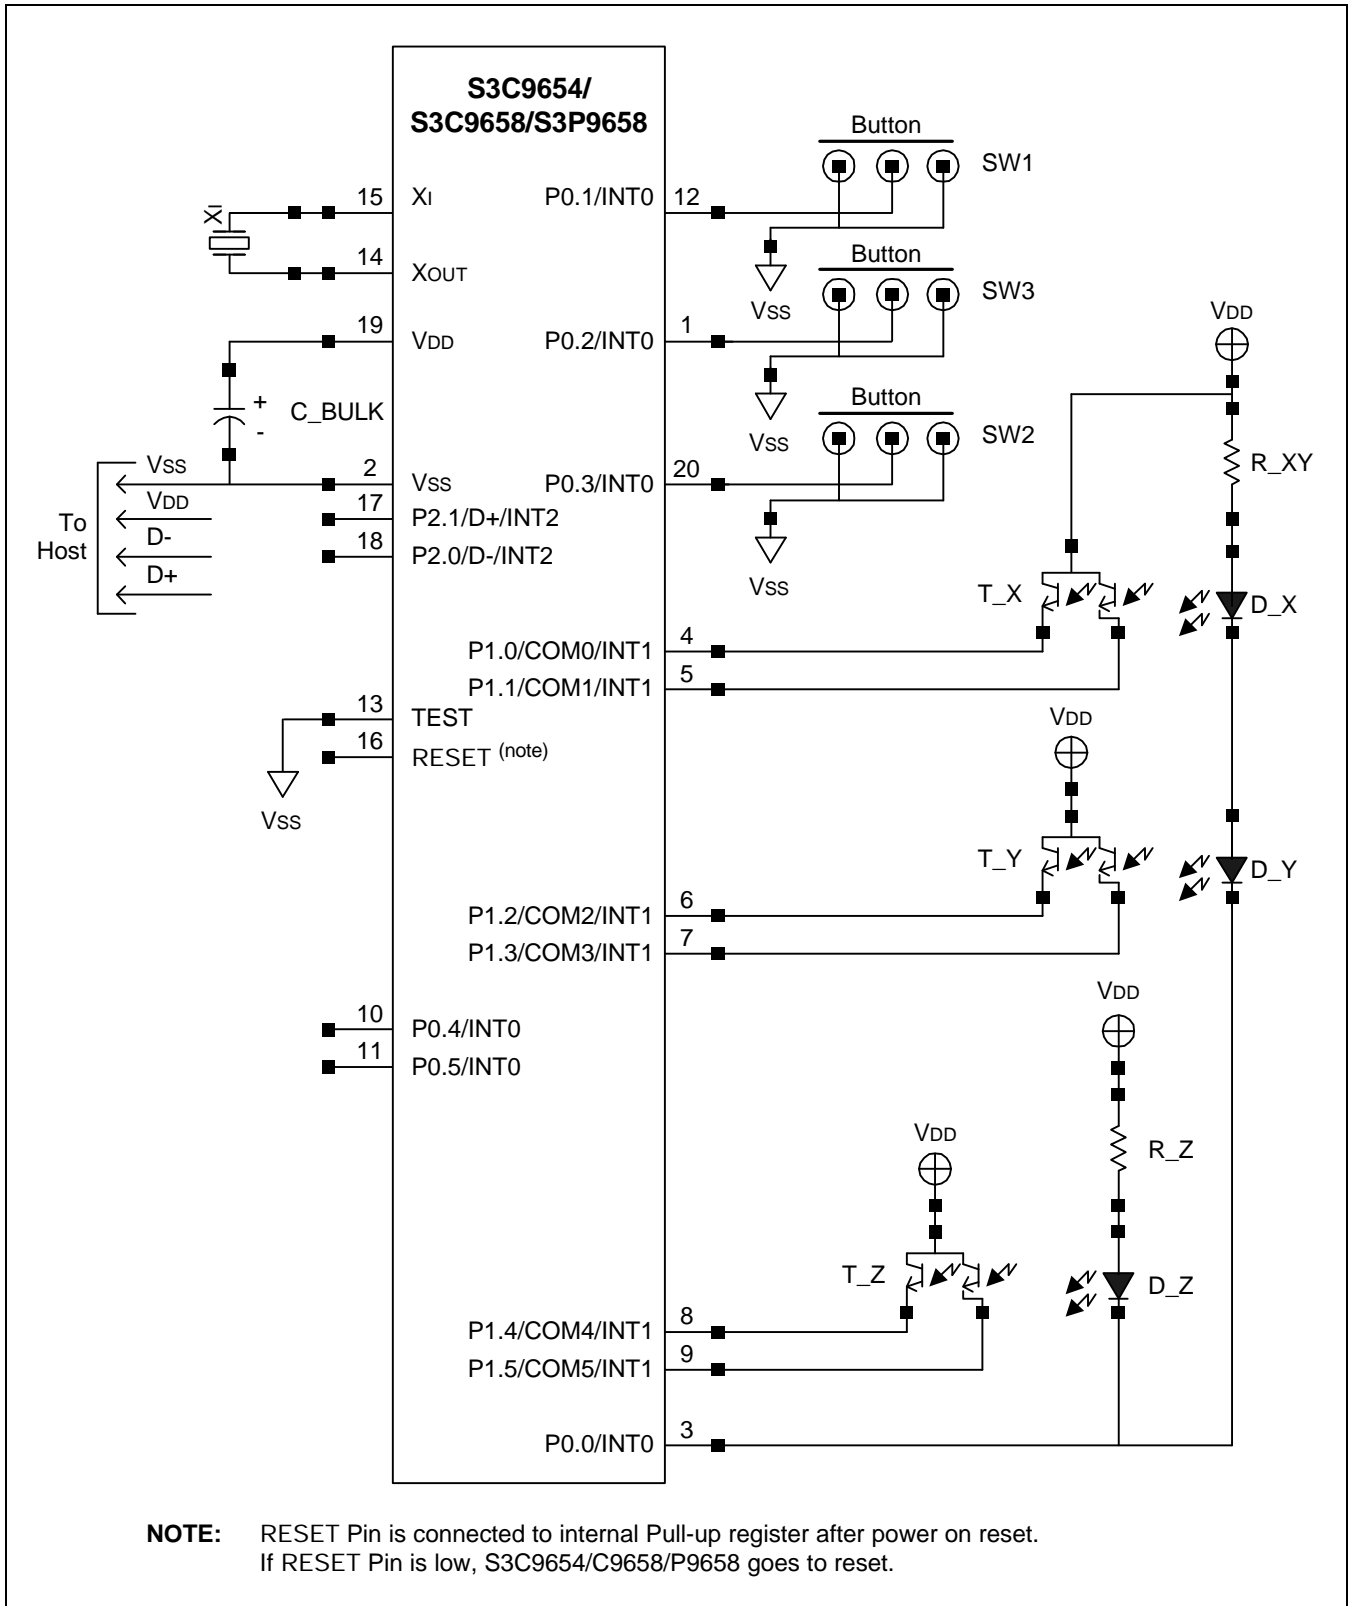 S3C9654/
S3C9658/S3P9658
Button
SW1
15
XI
P0.1/INT0
12
XI
14
XOUT
Button
VSS
SW3
19
VDD
P0.2/INT0
1
VDD
+
-
C_BULK
Button
VSS
SW2
R_XY
VSS
2
VSS
P0.3/INT0
20
VDD
17
P2.1/D+/INT2
To
Host
D-
18
P2.0/D-/INT2
D+
VSS
T_X
D_X
P1.0/COM0/INT1
4
P1.1/COM1/INT1
5
13
TEST
VDD
16
RESET (note)
VSS
T_Y
D_Y
P1.2/COM2/INT1
6
P1.3/COM3/INT1
7
VDD
10
P0.4/INT0
11
P0.5/INT0
VDD
R_Z
T_Z
D_Z
P1.4/COM4/INT1
8
P1.5/COM5/INT1
9
P0.0/INT0
3
NOTE: RESET Pin is connected to internal Pull-up register after power on reset.
If RESET Pin is low, S3C9654/C9658/P9658 goes to reset.